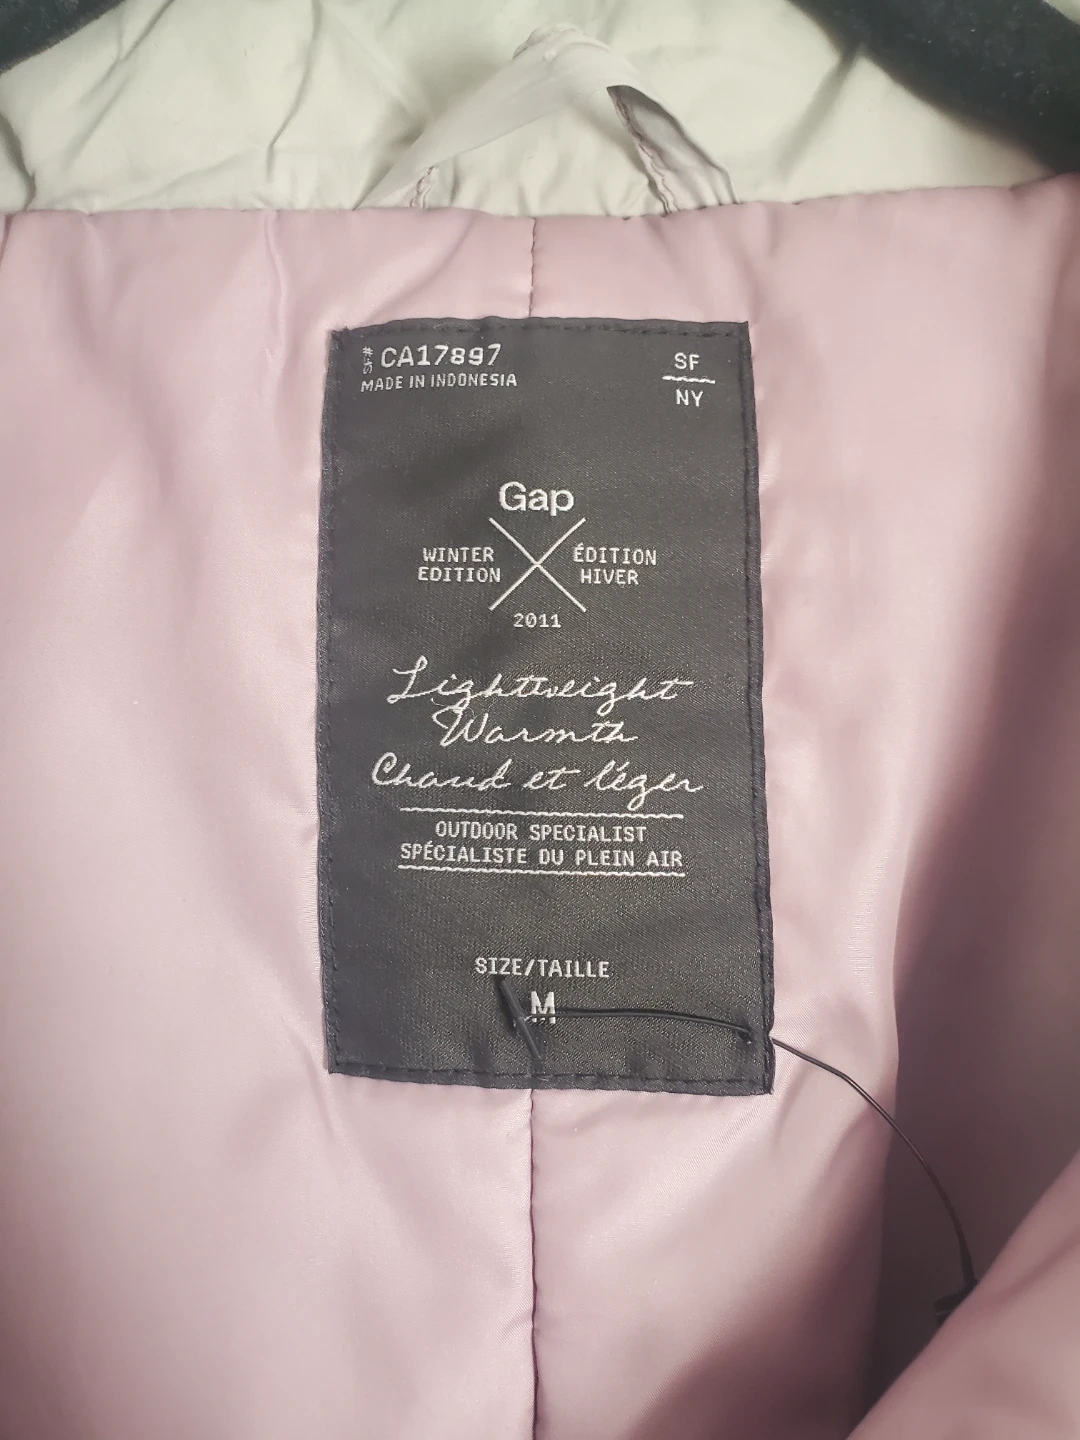 SF# CA17897
MADE IN INDONESIA
SF
NY
Gap
WINTER EDITION
ÉDITION HIVER
2011
Lightweight
Warmth
Chaud et léger
OUTDOOR SPECIALIST
SPÉCIALISTE DU PLEIN AIR
SIZE/TAILLE
M